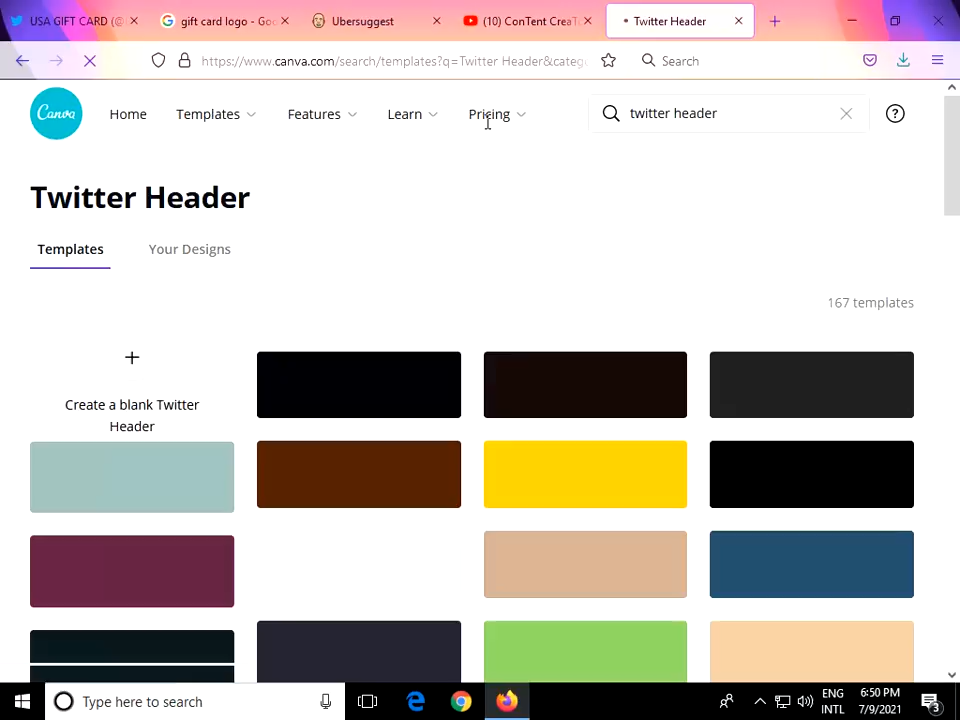 USA GIFT CARD (@
gift card logo - Goo
Ubersuggest
(10) ConTent CreaT
Twitter Header
https://www.canva.com/search/templates?q=Twitter Header&categ
Search
Canva
Home
Templates
Features
Learn
Pricing
twitter header
Twitter Header
Templates
Your Designs
167 templates
Create a blank Twitter
Header
Type here to search
ENG
INTL
6:50 PM
7/9/2021
3